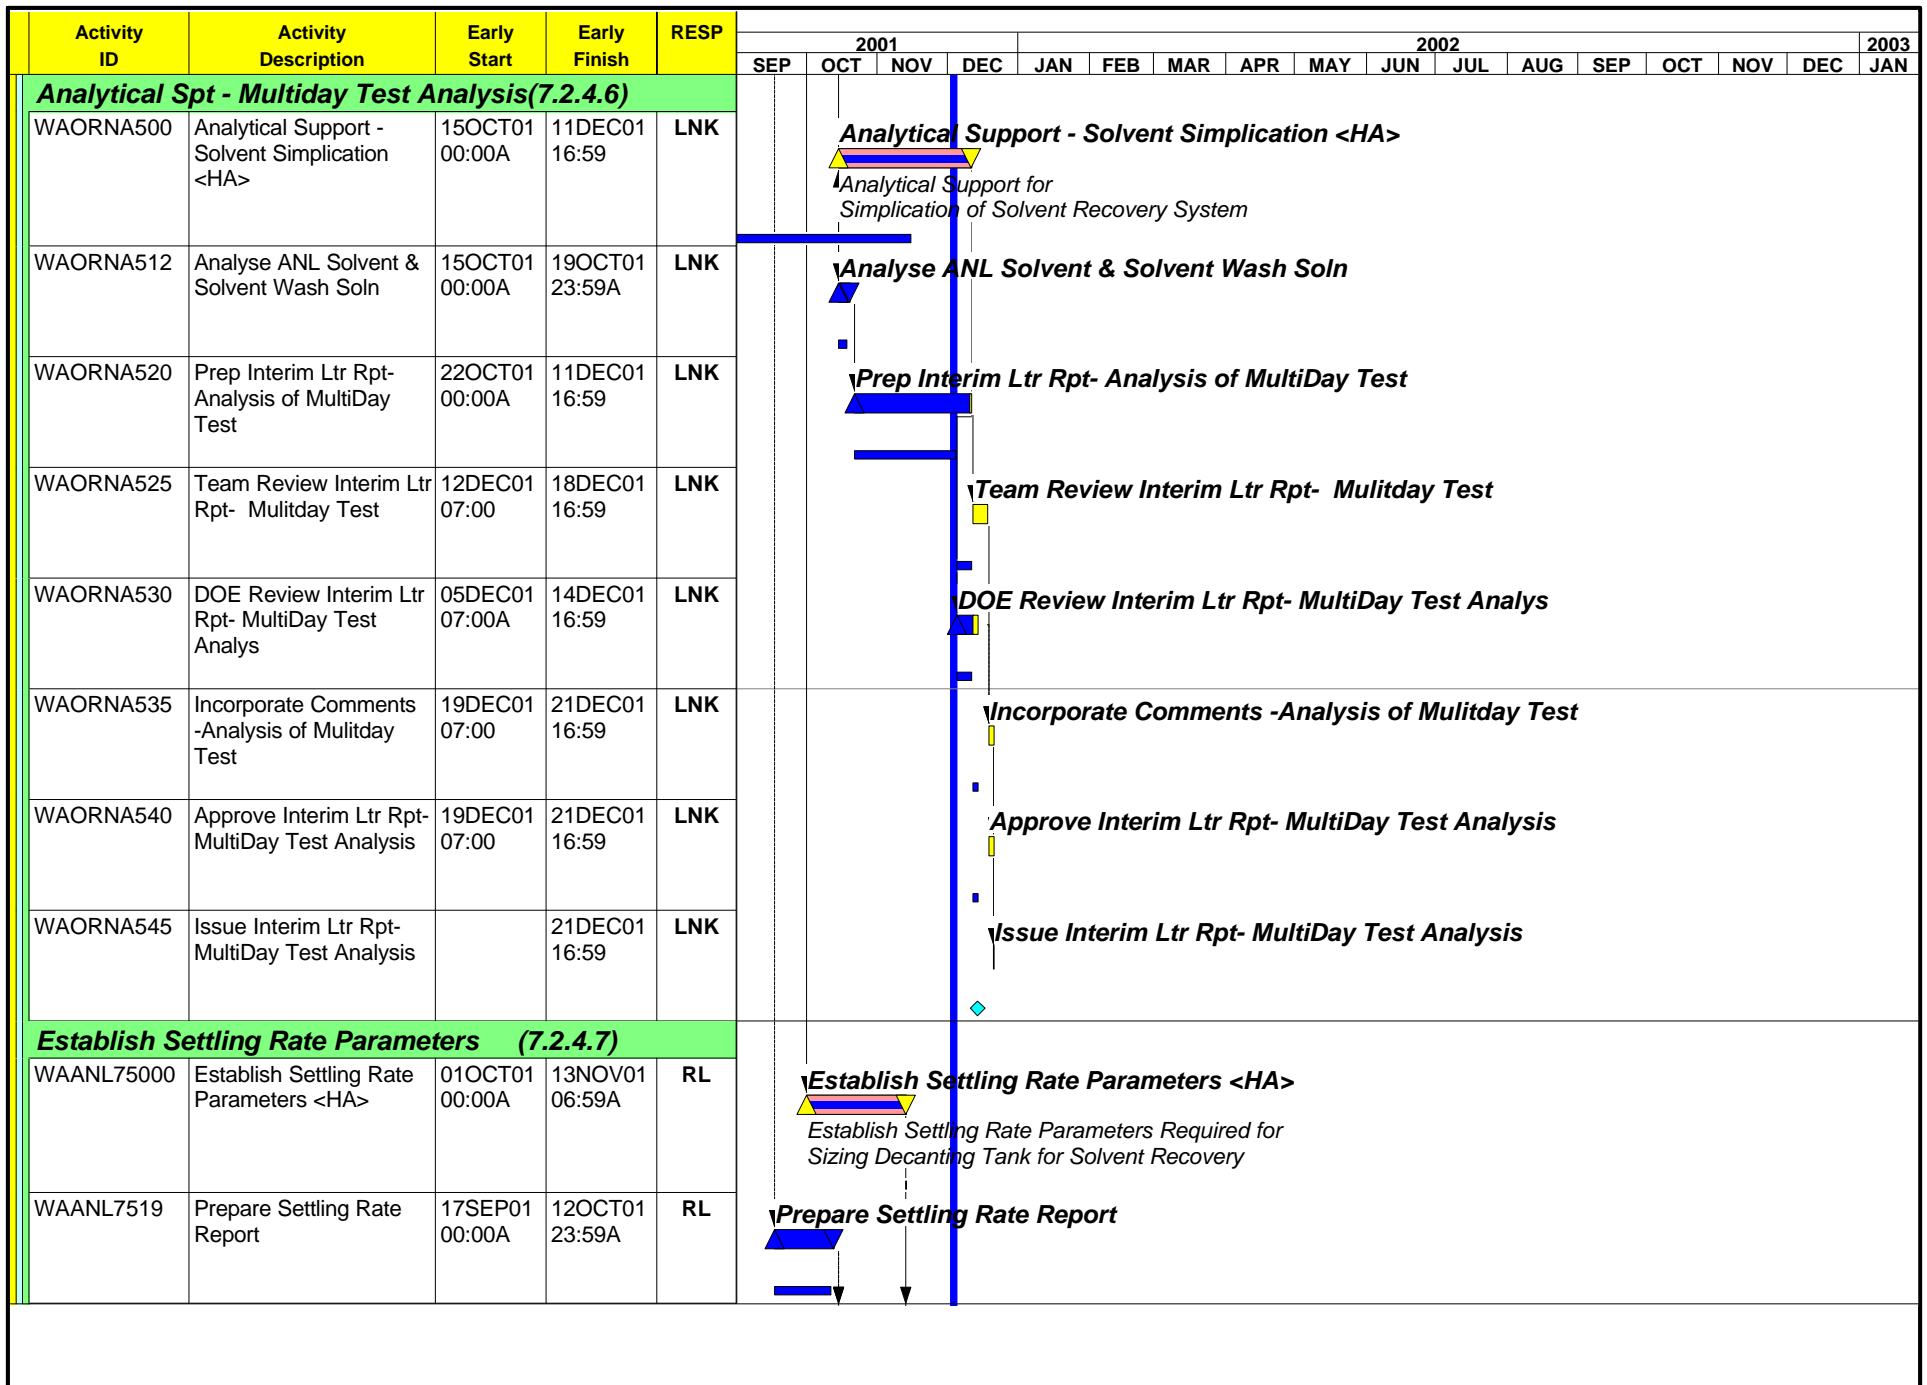 Activity Activity Early Early RESP
ID Description Start Finish
2001 2002 2003
SEP OCT NOV DEC JAN FEB MAR APR MAY JUN JUL AUG SEP OCT NOV DEC JAN
Analytical Spt - Multiday Test Analysis(7.2.4.6)
WAORNA500 Analytical Support - 15OCT01 11DEC01 LNK
Solvent Simplication 00:00A 16:59
<HA>
Analytical Support - Solvent Simplication <HA>
Analytical Support for
Simplication of Solvent Recovery System
WAORNA512 Analyse ANL Solvent & 15OCT01 19OCT01 LNK
Solvent Wash Soln 00:00A 23:59A
Analyse ANL Solvent & Solvent Wash Soln
WAORNA520 Prep Interim Ltr Rpt- 22OCT01 11DEC01 LNK
Analysis of MultiDay 00:00A 16:59
Test
Prep Interim Ltr Rpt- Analysis of MultiDay Test
WAORNA525 Team Review Interim Ltr 12DEC01 18DEC01 LNK
Rpt- Mulitday Test 07:00 16:59
Team Review Interim Ltr Rpt- Mulitday Test
WAORNA530 DOE Review Interim Ltr 05DEC01 14DEC01 LNK
Rpt- MultiDay Test 07:00A 16:59
Analys
DOE Review Interim Ltr Rpt- MultiDay Test Analys
WAORNA535 Incorporate Comments 19DEC01 21DEC01 LNK
-Analysis of Mulitday 07:00 16:59
Test
Incorporate Comments -Analysis of Mulitday Test
WAORNA540 Approve Interim Ltr Rpt- 19DEC01 21DEC01 LNK
MultiDay Test Analysis 07:00 16:59
Approve Interim Ltr Rpt- MultiDay Test Analysis
WAORNA545 Issue Interim Ltr Rpt- 21DEC01 LNK
MultiDay Test Analysis 16:59
Issue Interim Ltr Rpt- MultiDay Test Analysis
Establish Settling Rate Parameters (7.2.4.7)
WAANL75000 Establish Settling Rate 01OCT01 13NOV01 RL
Parameters <HA> 00:00A 06:59A
Establish Settling Rate Parameters <HA>
Establish Settling Rate Parameters Required for
Sizing Decanting Tank for Solvent Recovery
WAANL7519 Prepare Settling Rate 17SEP01 12OCT01 RL
Report 00:00A 23:59A
Prepare Settling Rate Report